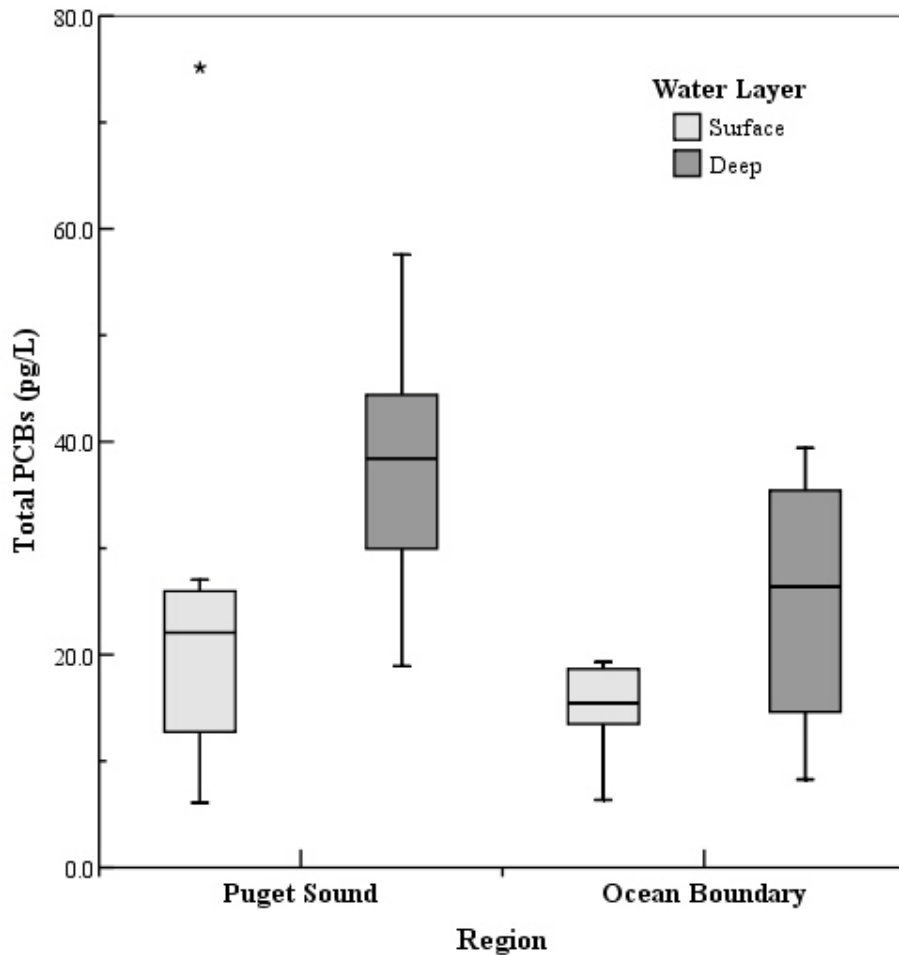 80.0
60.0
40.0
20.0
0.0
Total PCBs (pg/L)
*
Water Layer
Surface
Deep
Puget Sound
Ocean Boundary
Region